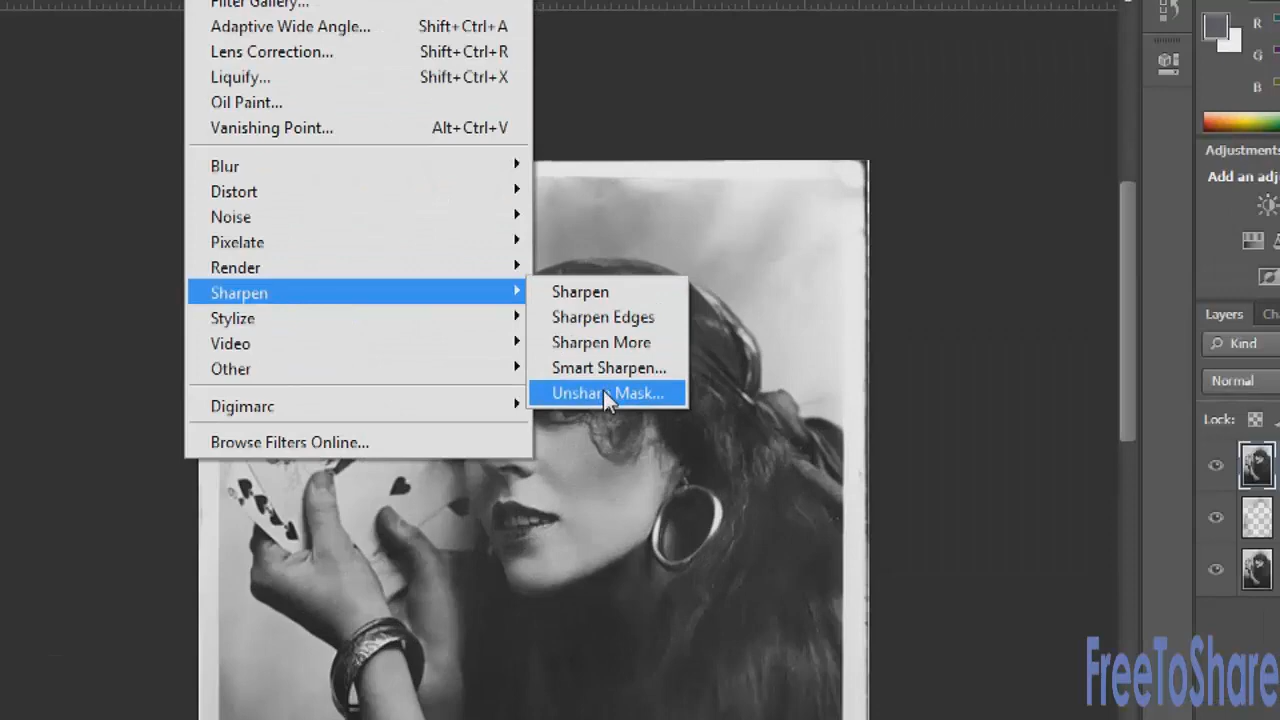 Filter Gallery...
Adaptive Wide Angle... Shift+Ctrl+A
Lens Correction... Shift+Ctrl+R
Liquify... Shift+Ctrl+X
Oil Paint...
Vanishing Point... Alt+Ctrl+V
Blur
Distort
Noise
Pixelate
Render
Sharpen
Stylize
Video
Other
Digimarc
Browse Filters Online...
Sharpen
Sharpen Edges
Sharpen More
Smart Sharpen...
Unsharp Mask...
R
G
B
Adjustments
Add an adj
Layers Ch
Kind
Normal
Lock:
FreeToShare